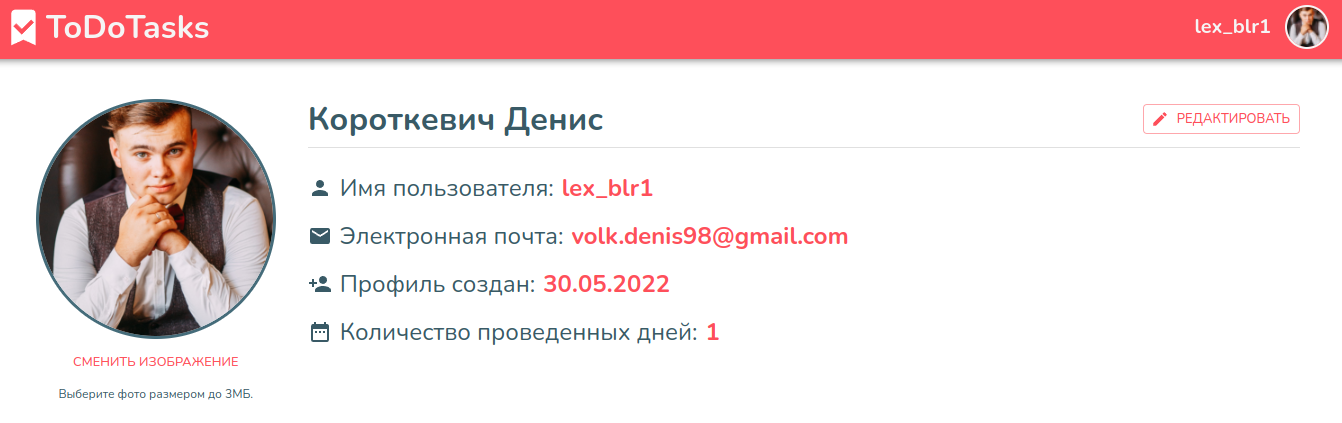 ToDoTasks
lex_blr1
Короткевич Денис
РЕДАКТИРОВАТЬ
Имя пользователя: lex_blr1
Электронная почта: volk.denis98@gmail.com
Профиль создан: 30.05.2022
Количество проведенных дней: 1
СМЕНИТЬ ИЗОБРАЖЕНИЕ
Выберите фото размером до 3МБ.